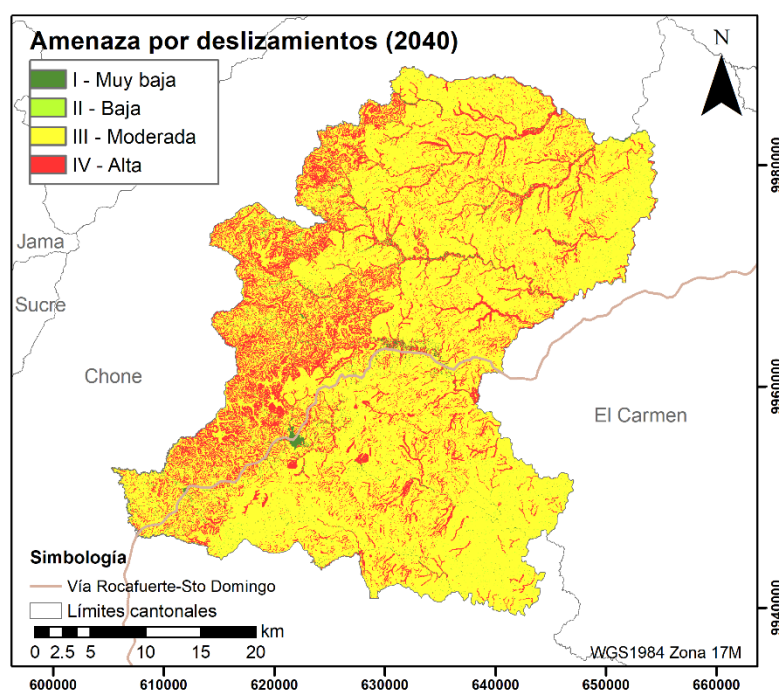 Amenaza por deslizamientos (2040)
I - Muy baja
II - Baja
III - Moderada
IV - Alta
N
9980000
Jama
Sucre
Chone
9960000
El Carmen
Simbología
Vía Rocafuerte-Sto Domingo
Límites cantonales
km
0 2.5 5 10 15 20
WGS1984 Zona 17M
9940000
600000 610000 620000 630000 640000 650000 660000